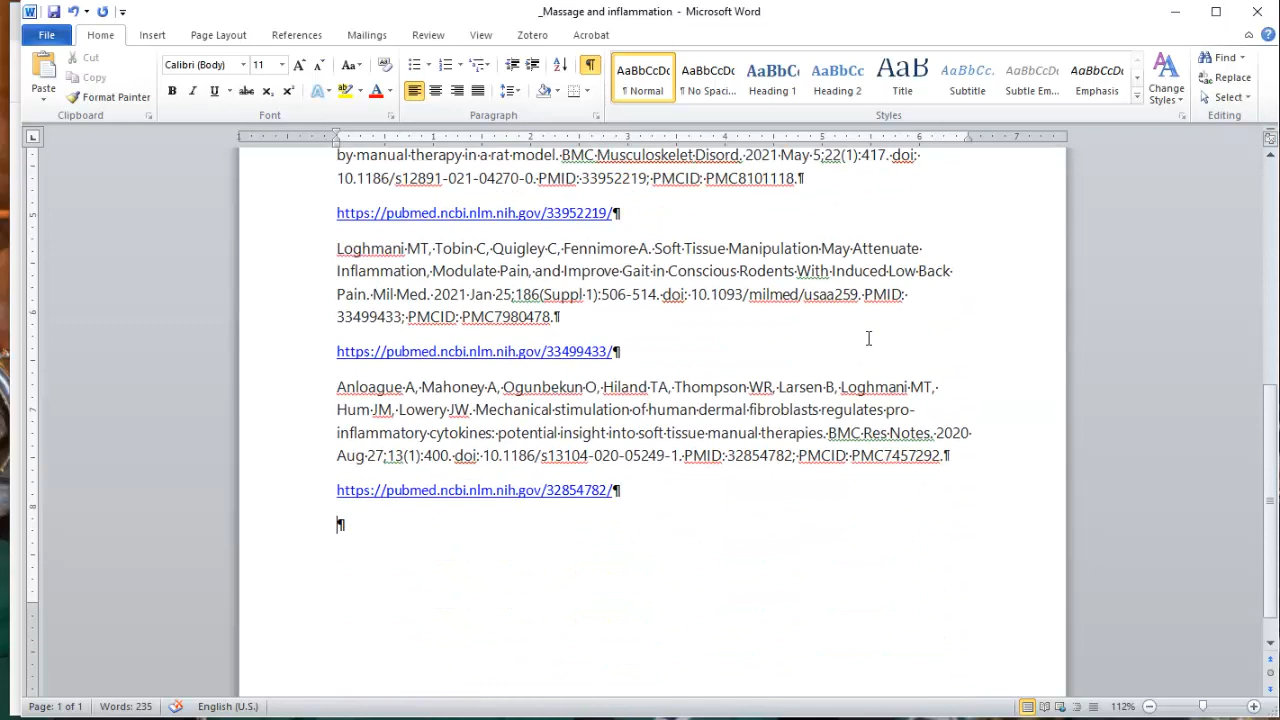 _Massage and inflammation - Microsoft Word
File Home Insert Page Layout References Mailings Review View Zotero Acrobat
Paste
Cut
Copy
Format Painter
Clipboard
Calibri (Body) 11
Font
Paragraph
AaBbCcDc AaBbCcDc AaBbC AaBbCc AaB AaBbCc. AaBbCcDc AaBbCcDc
¶ Normal ¶ No Spaci... Heading 1 Heading 2 Title Subtitle Subtle Em... Emphasis
Change Styles
Styles
Find
Replace
Select
Editing
1 1 2 3 4 5 6 7
by manual therapy in a rat model. BMC Musculoskelet Disord. 2021 May 5;22(1):417. doi:
10.1186/s12891-021-04270-0. PMID: 33952219; PMCID: PMC8101118.¶
https://pubmed.ncbi.nlm.nih.gov/33952219/¶
Loghmani MT, Tobin C, Quigley C, Fennimore A. Soft Tissue Manipulation May Attenuate
Inflammation, Modulate Pain, and Improve Gait in Conscious Rodents With Induced Low Back
Pain. Mil Med. 2021 Jan 25;186(Suppl 1):506-514. doi: 10.1093/milmed/usaa259. PMID:
33499433; PMCID: PMC7980478.¶
https://pubmed.ncbi.nlm.nih.gov/33499433/¶
Anloague A, Mahoney A, Ogunbekun O, Hiland TA, Thompson WR, Larsen B, Loghmani MT,
Hum JM, Lowery JW. Mechanical stimulation of human dermal fibroblasts regulates pro-
inflammatory cytokines: potential insight into soft tissue manual therapies. BMC Res Notes. 2020
Aug 27;13(1):400. doi: 10.1186/s13104-020-05249-1. PMID: 32854782; PMCID: PMC7457292.¶
https://pubmed.ncbi.nlm.nih.gov/32854782/¶
¶
Page: 1 of 1 Words: 235 English (U.S.) 112%